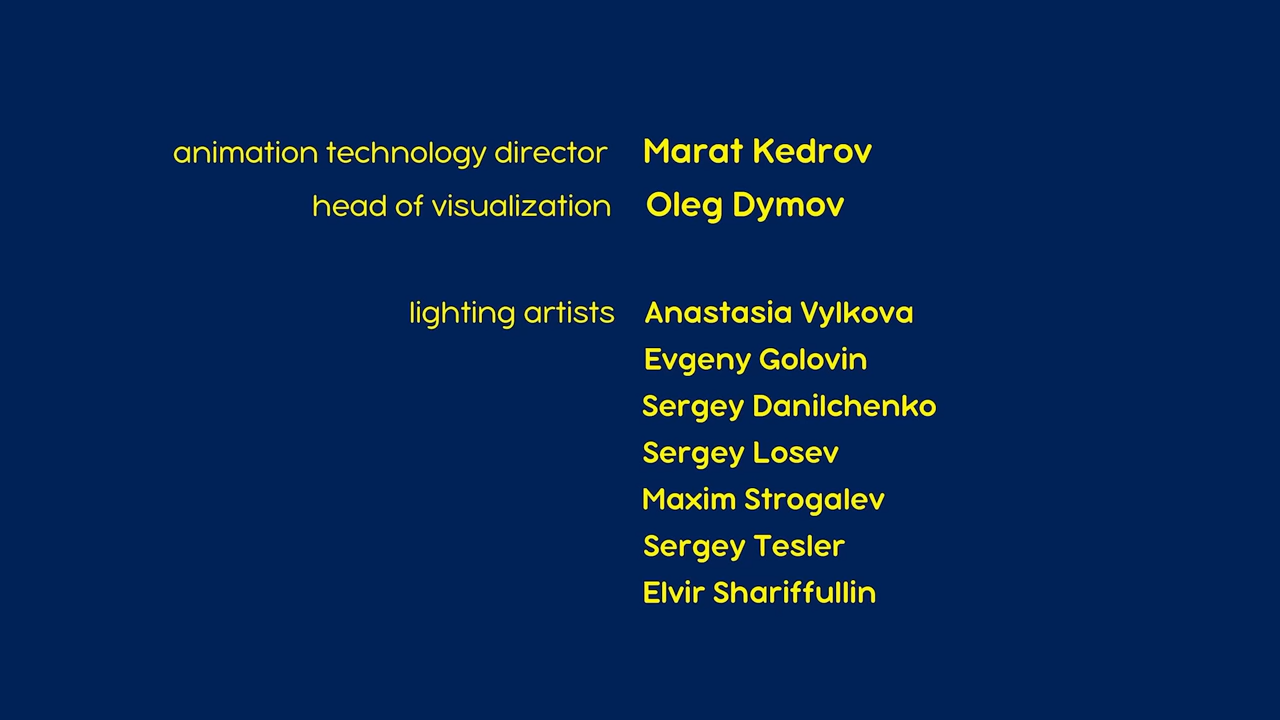 animation technology director Marat Kedrov
head of visualization Oleg Dymov
lighting artists Anastasia Vylkova
Evgeny Golovin
Sergey Danilchenko
Sergey Losev
Maxim Strogalev
Sergey Tesler
Elvir Shariffullin